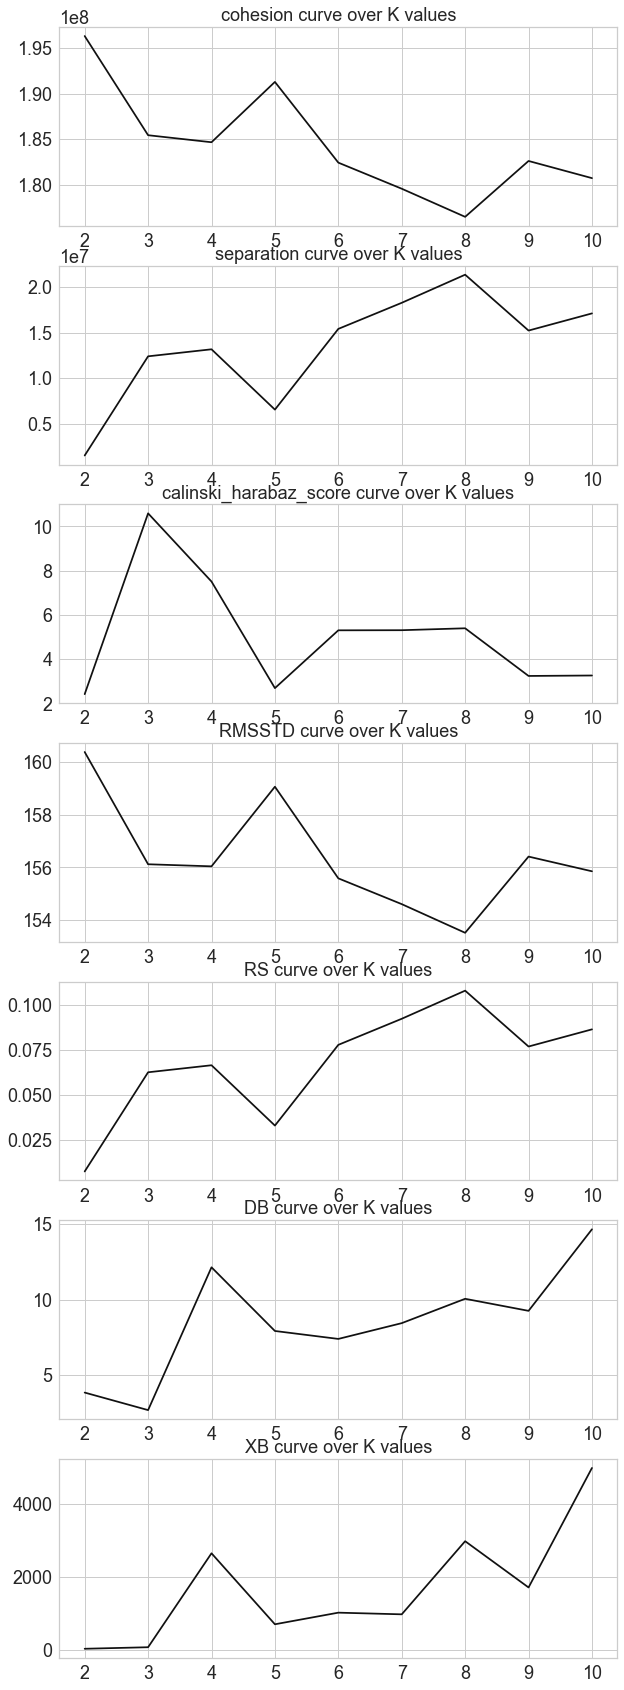 cohesion curve over K values
1e8
1.95
1.90
1.85
1.80
2 3 4 5 6 7 8 9 10
separation curve over K values
1e7
2.0
1.5
1.0
0.5
2 3 4 5 6 7 8 9 10
calinski_harabaz_score curve over K values
10
8
6
4
2
2 3 4 5 6 7 8 9 10
RMSSTD curve over K values
160
158
156
154
2 3 4 5 6 7 8 9 10
RS curve over K values
0.100
0.075
0.050
0.025
2 3 4 5 6 7 8 9 10
DB curve over K values
15
10
5
2 3 4 5 6 7 8 9 10
XB curve over K values
4000
2000
0
2 3 4 5 6 7 8 9 10